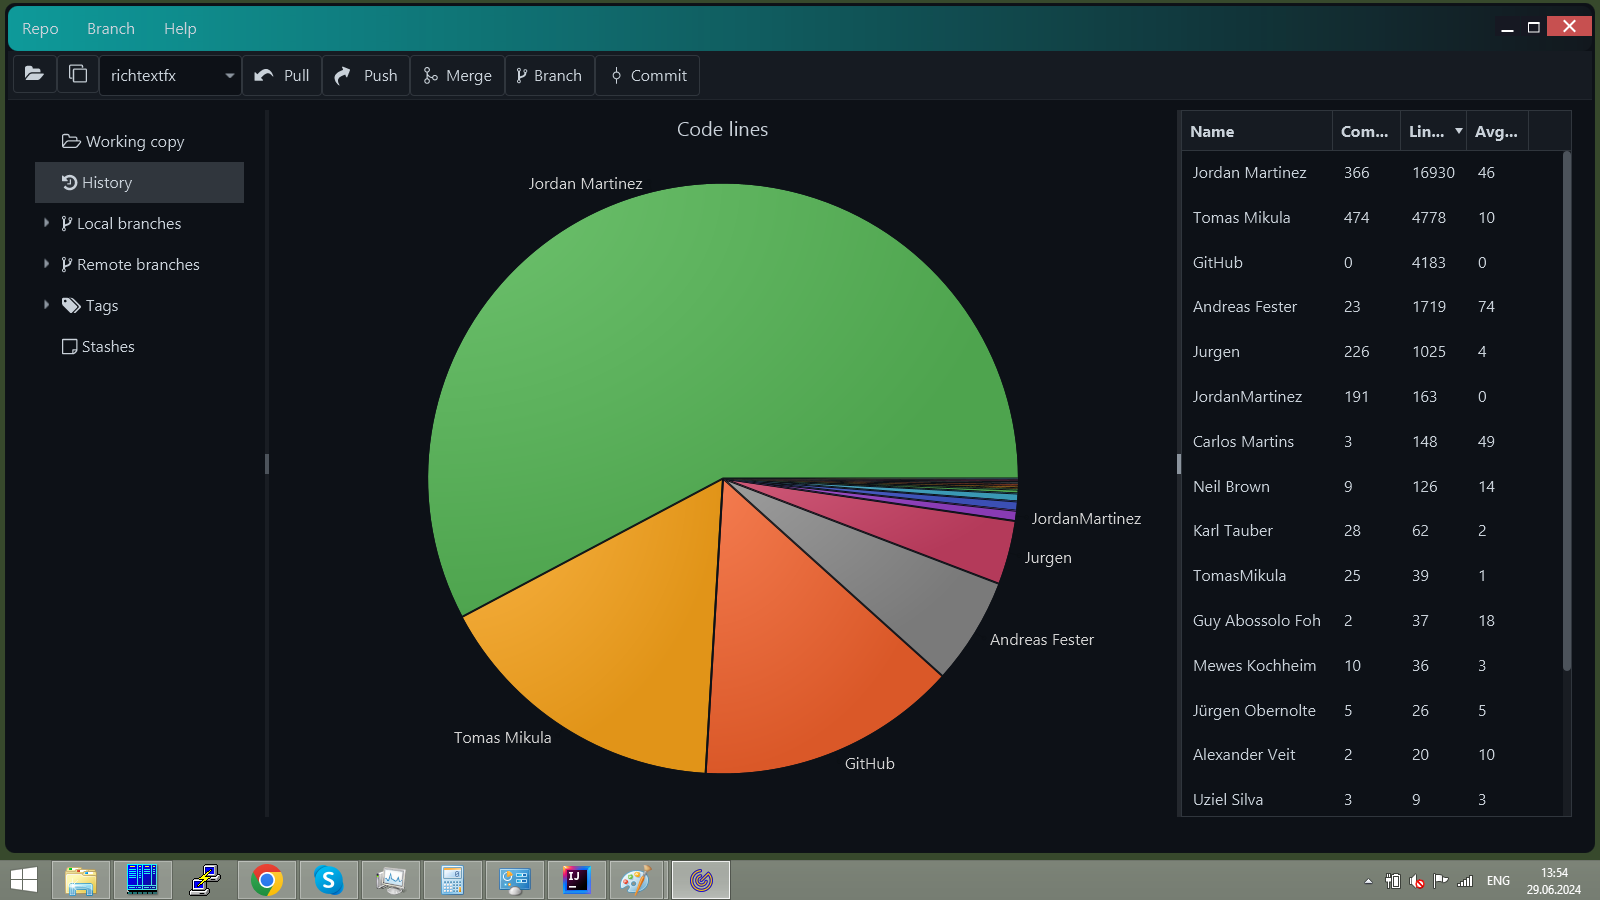 Repo Branch Help
richtextfx Pull Push Merge Branch Commit
Working copy
History
Local branches
Remote branches
Tags
Stashes
Code lines
Jordan Martinez
JordanMartinez
Jurgen
Andreas Fester
Tomas Mikula
GitHub
Name Com... Lin... Avg...
Jordan Martinez 366 16930 46
Tomas Mikula 474 4778 10
GitHub 0 4183 0
Andreas Fester 23 1719 74
Jurgen 226 1025 4
JordanMartinez 191 163 0
Carlos Martins 3 148 49
Neil Brown 9 126 14
Karl Tauber 28 62 2
TomasMikula 25 39 1
Guy Abossolo Foh 2 37 18
Mewes Kochheim 10 36 3
Jürgen Obernolte 5 26 5
Alexander Veit 2 20 10
Uziel Silva 3 9 3
IJ
ENG
13:54
29.06.2024